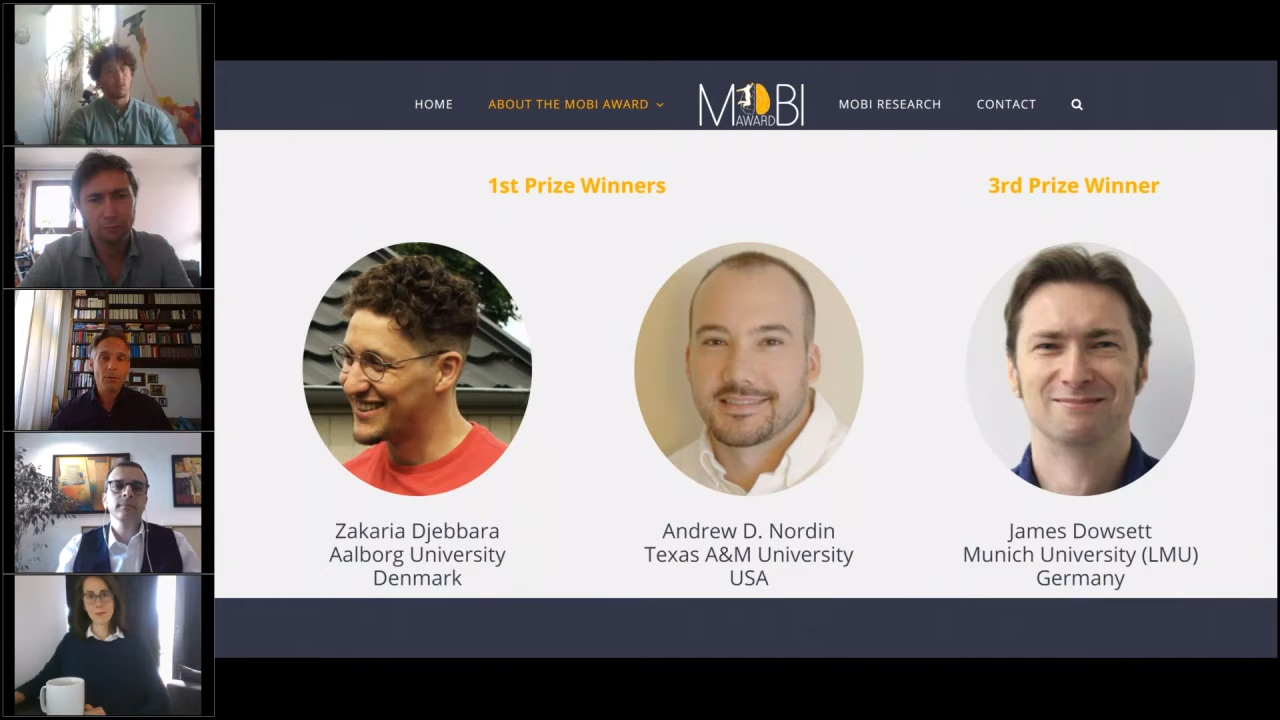 HOME
ABOUT THE MOBI AWARD
MOBI
AWARD
MOBI RESEARCH
CONTACT
1st Prize Winners
3rd Prize Winner
Zakaria Djebbara
Aalborg University
Denmark
Andrew D. Nordin
Texas A&M University
USA
James Dowsett
Munich University (LMU)
Germany